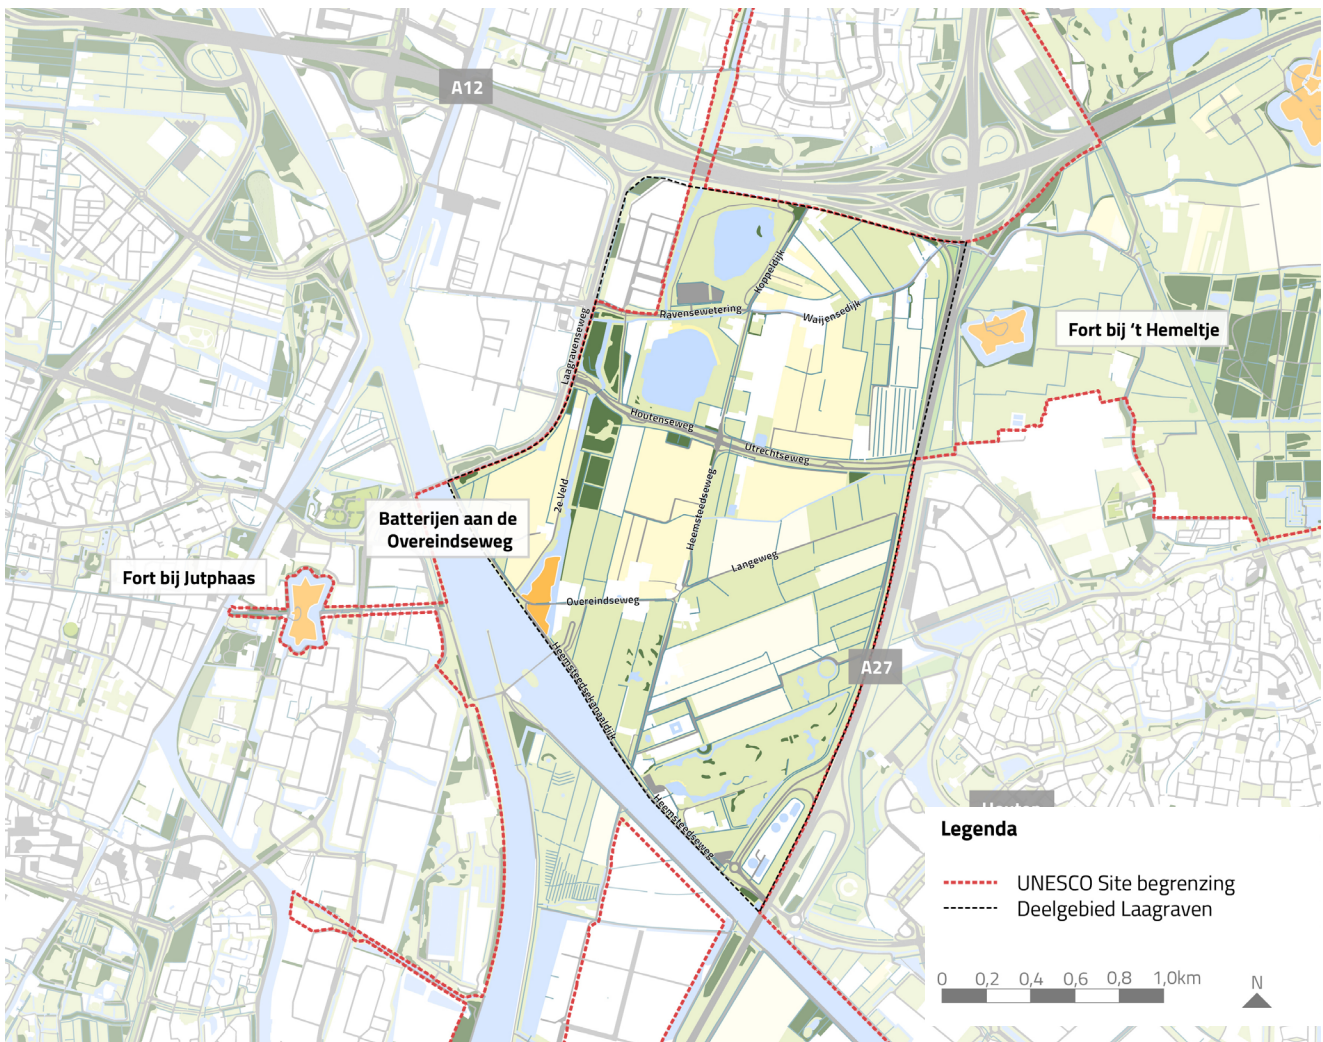 A12
Koppeldijk
Ravensewetering
Waijensedijk
Fort bij ‘t Hemeltje
Laagravenseweg
Houtenseweg
Utrechtseweg
2e Veld
Heemsteedseweg
Batterijen aan de
Overeindseweg
Langeweg
Fort bij Jutphaas
Overeindseweg
A27
Heemsteedsekanaaldijk
Heemsteedseweg
Houten
Legenda
UNESCO Site begrenzing
Deelgebied Laagraven
0 0,2 0,4 0,6 0,8 1,0km
N